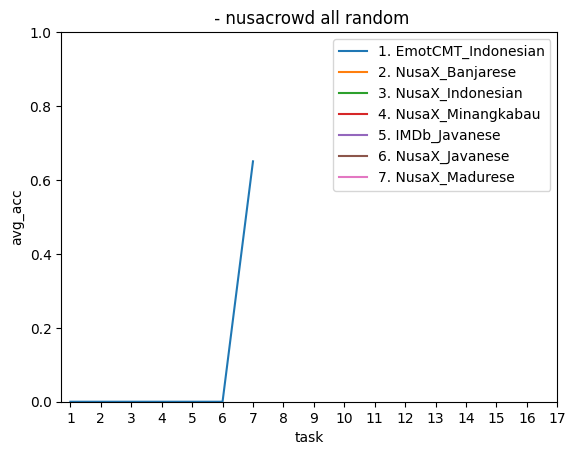 - nusacrowd all random
1.0
0.8
0.6
0.4
0.2
0.0
avg_acc
1. EmotCMT_Indonesian
2. NusaX_Banjarese
3. NusaX_Indonesian
4. NusaX_Minangkabau
5. IMDb_Javanese
6. NusaX_Javanese
7. NusaX_Madurese
1 2 3 4 5 6 7 8 9 10 11 12 13 14 15 16 17
task